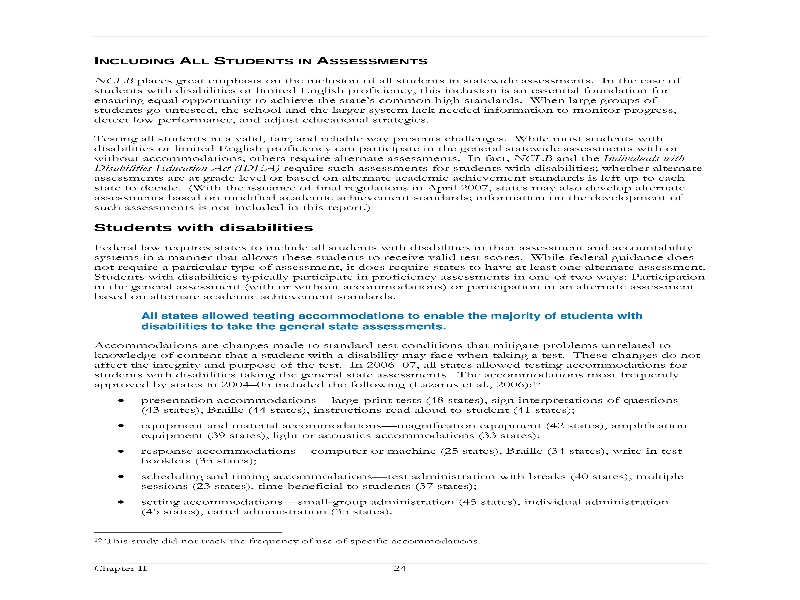 INCLUDING ALL STUDENTS IN ASSESSMENTS
NCLB places great emphasis on the inclusion of all students in statewide assessments. In the case of
students with disabilities or limited English proficiency, this inclusion is an essential foundation for
ensuring equal opportunity to achieve the state's common high standards. When large groups of
students go untested, the school and the larger system lack needed information to monitor progress,
detect low performance, and adjust educational strategies.
Testing all students in a valid, fair, and reliable way presents challenges. While most students with
disabilities or limited English proficiency can participate in the general statewide assessments with or
without accommodations, others require alternate assessments. In fact, NCLB and the Individuals with
Disabilities Education Act (IDEA) require such assessments for students with disabilities; whether alternate
assessments are at grade level or based on alternate academic achievement standards is left up to each
state to decide. (With the issuance of final regulations in April 2007, states may also develop alternate
assessments based on modified academic achievement standards; information on the development of
such assessments is not included in this report.)
Students with disabilities
Federal law requires states to include all students with disabilities in their assessment and accountability
systems in a manner that allows these students to receive valid test scores. While federal guidance does
not require a particular type of assessment, it does require states to have at least one alternate assessment.
Students with disabilities typically participate in proficiency assessments in one of two ways: Participation
in the general assessment (with or without accommodations) or participation in an alternate assessment
based on alternate academic achievement standards.
All states allowed testing accommodations to enable the majority of students with
disabilities to take the general state assessments.
Accommodations are changes made to standard test conditions that mitigate problems unrelated to
knowledge of content that a student with a disability may face when taking a test. These changes do not
affect the integrity and purpose of the test. In 2006–07, all states allowed testing accommodations for
students with disabilities taking the general state assessments. The accommodations most frequently
approved by states in 2004–05 included the following (Lazarus et al., 2006):
• presentation accommodations—large-print tests (48 states), sign interpretations of questions
(43 states), Braille (44 states), instructions read aloud to student (41 states);
• equipment and material accommodations—magnification equipment (42 states), amplification
equipment (39 states), light or acoustics accommodations (33 states);
• response accommodations—computer or machine (25 states), Braille (34 states), write in test
booklets (35 states);
• scheduling and timing accommodations—test administration with breaks (40 states), multiple
sessions (23 states), time beneficial to students (37 states);
• setting accommodations—small-group administration (45 states), individual administration
(45 states), carrel administration (35 states).
This study did not track the frequency of use of specific accommodations.
Chapter II 24